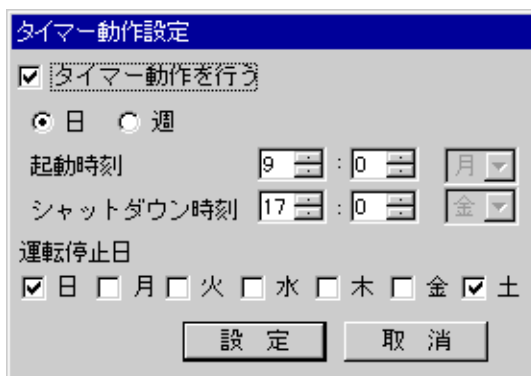 タイマー動作設定
タイマー動作を行う
日 週
起動時刻 9 : 0 月
シャットダウン時刻 17 : 0 金
運転停止日
日 月 火 水 木 金 土
設 定 取 消